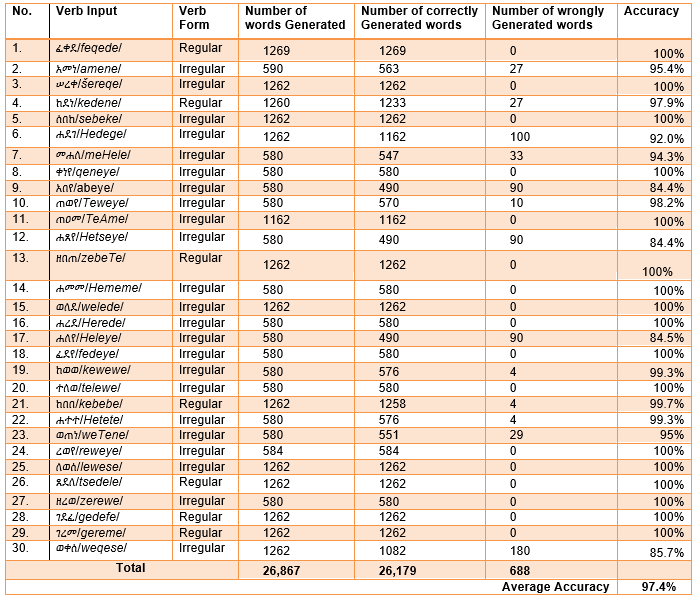 No. Verb Input Verb Form Number of words Generated Number of correctly Generated words Number of wrongly Generated words Accuracy
1. ፈቀደ/feqede/ Regular 1269 1269 0 100%
2. አመነ/amene/ Irregular 590 563 27 95.4%
3. ሠረቀ/šereqe/ Irregular 1262 1262 0 100%
4. ከደነ/kedene/ Regular 1260 1233 27 97.9%
5. ሰበከ/sebeke/ Irregular 1262 1262 0 100%
6. ሐደገ/Hedege/ Irregular 1262 1162 100 92.0%
7. መሐለ/meHele/ Irregular 580 547 33 94.3%
8. ቀነየ/qeneye/ Irregular 580 580 0 100%
9. አበየ/abeye/ Irregular 580 490 90 84.4%
10. ጠወየ/Teweye/ Irregular 580 570 10 98.2%
11. ጠዐመ/TeAme/ Irregular 1162 1162 0 100%
12. ሐጸየ/Hetseye/ Irregular 580 490 90 84.4%
13. ዘበጠ/zebeTe/ Regular 1262 1262 0 100%
14. ሐመመ/Hememe/ Irregular 580 580 0 100%
15. ወለደ/welede/ Irregular 1262 1262 0 100%
16. ሐረደ/Herede/ Irregular 580 580 0 100%
17. ሐለየ/Heleye/ Irregular 580 490 90 84.5%
18. ፈደየ/fedeye/ Irregular 580 580 0 100%
19. ከወወ/kewewe/ Irregular 580 576 4 99.3%
20. ተለወ/telewe/ Irregular 580 580 0 100%
21. ከበበ/kebebe/ Regular 1262 1258 4 99.7%
22. ሐተተ/Hetete/ Irregular 580 576 4 99.3%
23. ወጠነ/weTene/ Irregular 580 551 29 95%
24. ረወየ/reweye/ Irregular 584 584 0 100%
25. ለወሰ/lewese/ Irregular 1262 1262 0 100%
26. ጸደለ/tsedele/ Regular 1262 1262 0 100%
27. ዘረወ/zerewe/ Irregular 580 580 0 100%
28. ገደፈ/gedefe/ Regular 1262 1262 0 100%
29. ገረመ/gereme/ Regular 1262 1262 0 100%
30. ወቀሰ/weqese/ Irregular 1262 1082 180 85.7%
Total 26,867 26,179 688
Average Accuracy 97.4%